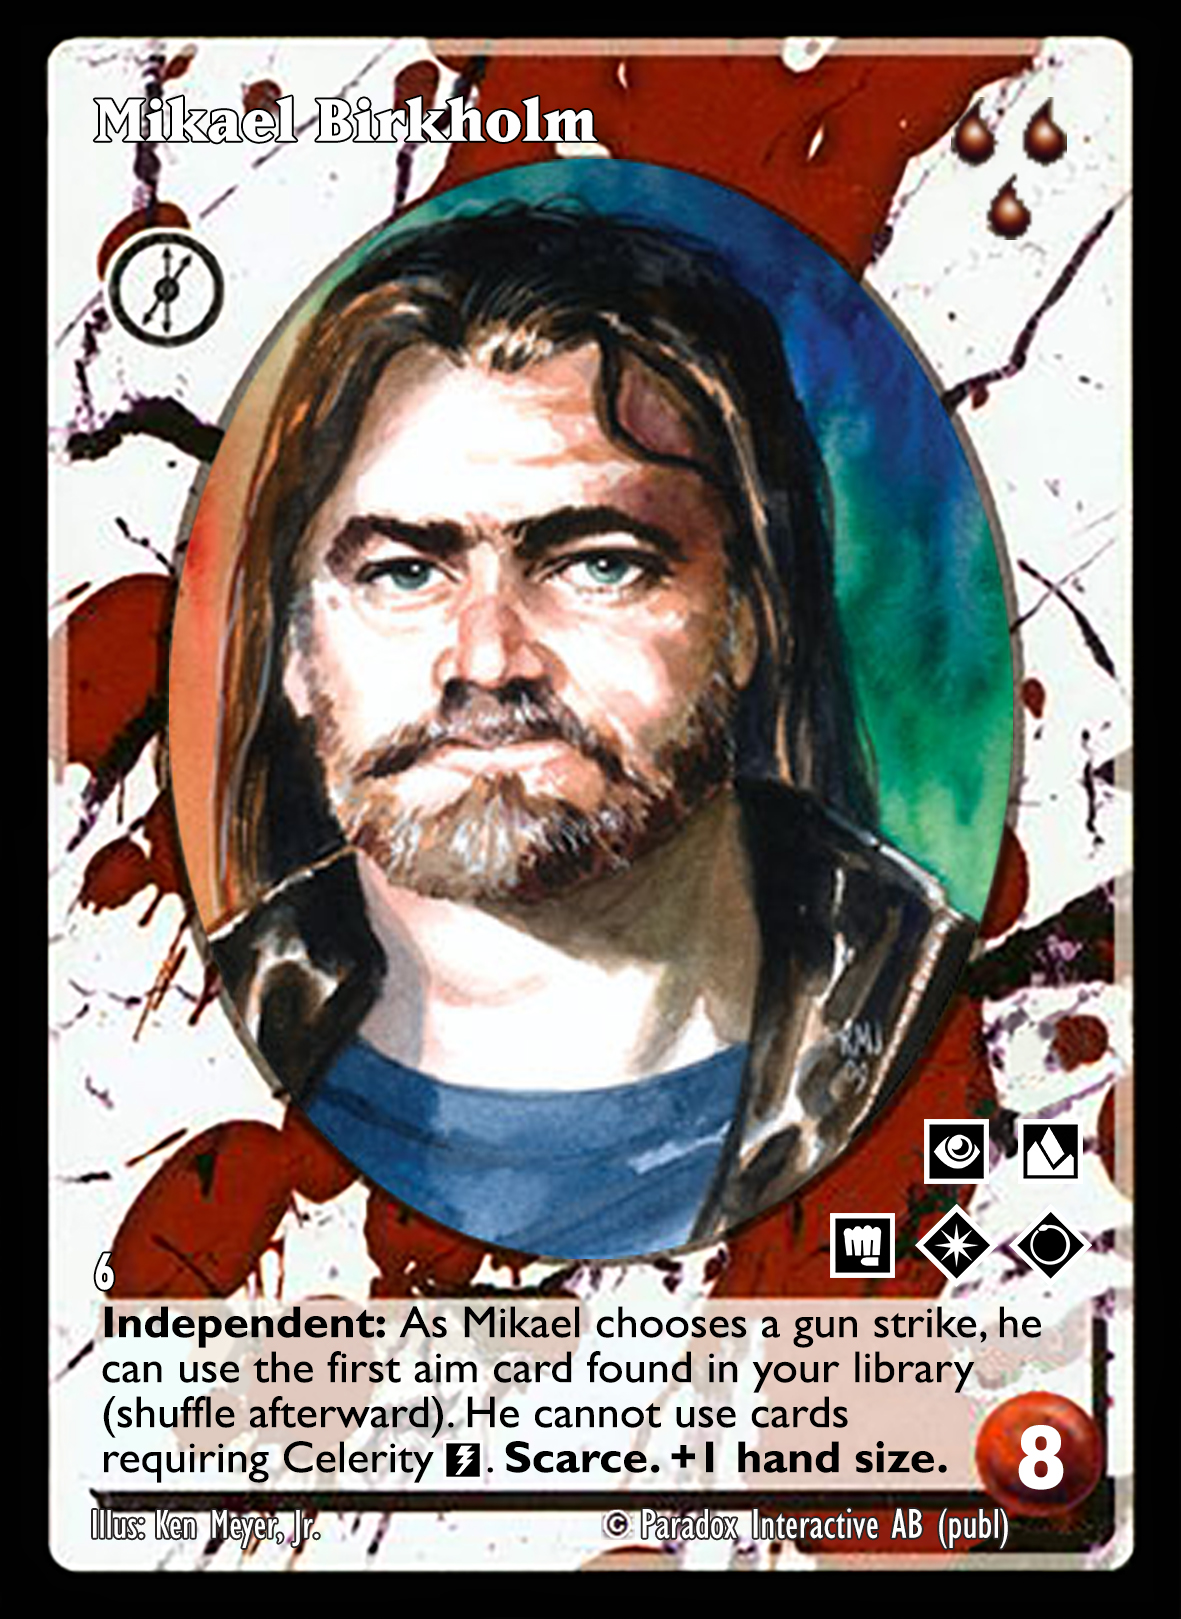 Mikael Birkholm
KMJ
99
6
Independent: As Mikael chooses a gun strike, he
can use the first aim card found in your library
(shuffle afterward). He cannot use cards
requiring Celerity . Scarce. +1 hand size.
8
Illus: Ken Meyer, Jr. © Paradox Interactive AB (publ)